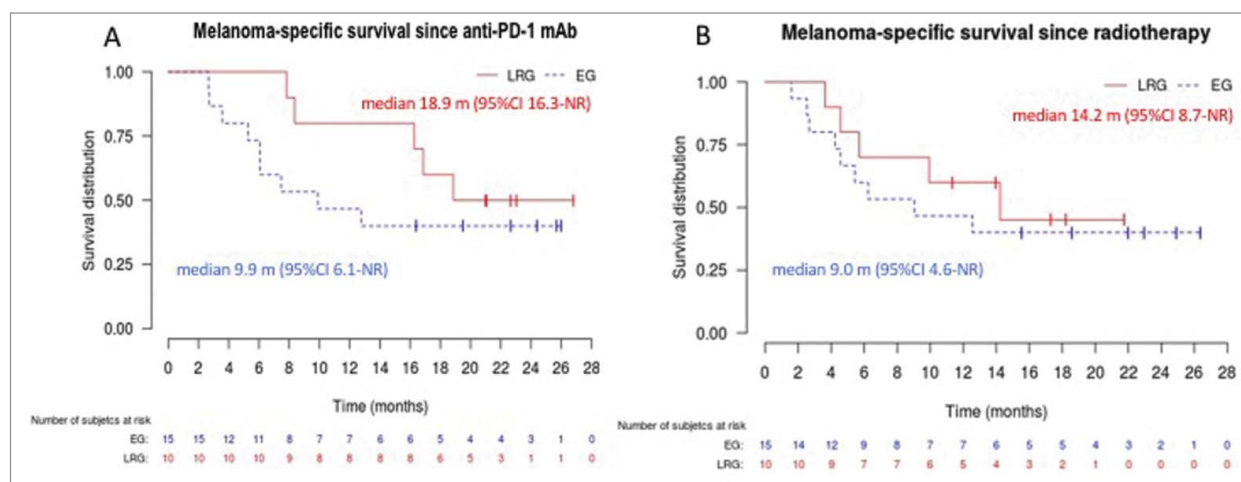 A
Melanoma-specific survival since anti-PD-1 mAb
LRG EG
median 18.9 m (95%CI 16.3-NR)
median 9.9 m (95%CI 6.1-NR)
Survival distribution
1.00
0.75
0.50
0.25
0.00
0 2 4 6 8 10 12 14 16 18 20 22 24 26 28
Time (months)
Number of subjetcs at risk
EG: 15 15 12 11 8 7 7 6 6 5 4 4 3 1 0
LRG: 10 10 10 10 9 8 8 8 8 6 5 3 1 1 0
B
Melanoma-specific survival since radiotherapy
LRG EG
median 14.2 m (95%CI 8.7-NR)
median 9.0 m (95%CI 4.6-NR)
Survival distribution
1.00
0.75
0.50
0.25
0.00
0 2 4 6 8 10 12 14 16 18 20 22 24 26 28
Time (months)
Number of subjetcs at risk
EG: 15 14 12 9 8 7 7 6 5 5 4 3 2 1 0
LRG: 10 10 9 7 7 6 5 4 3 2 1 0 0 0 0